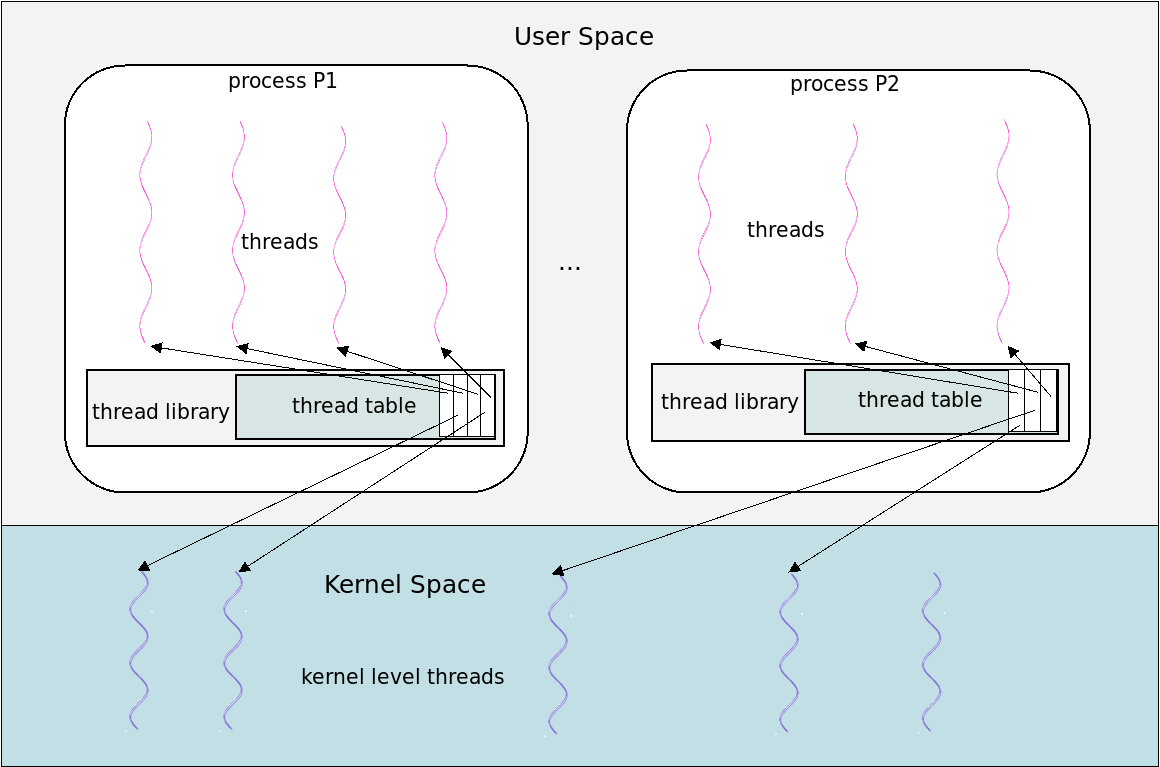 User Space
process P1
process P2
threads
threads
...
thread library
thread table
thread library
thread table
Kernel Space
kernel level threads